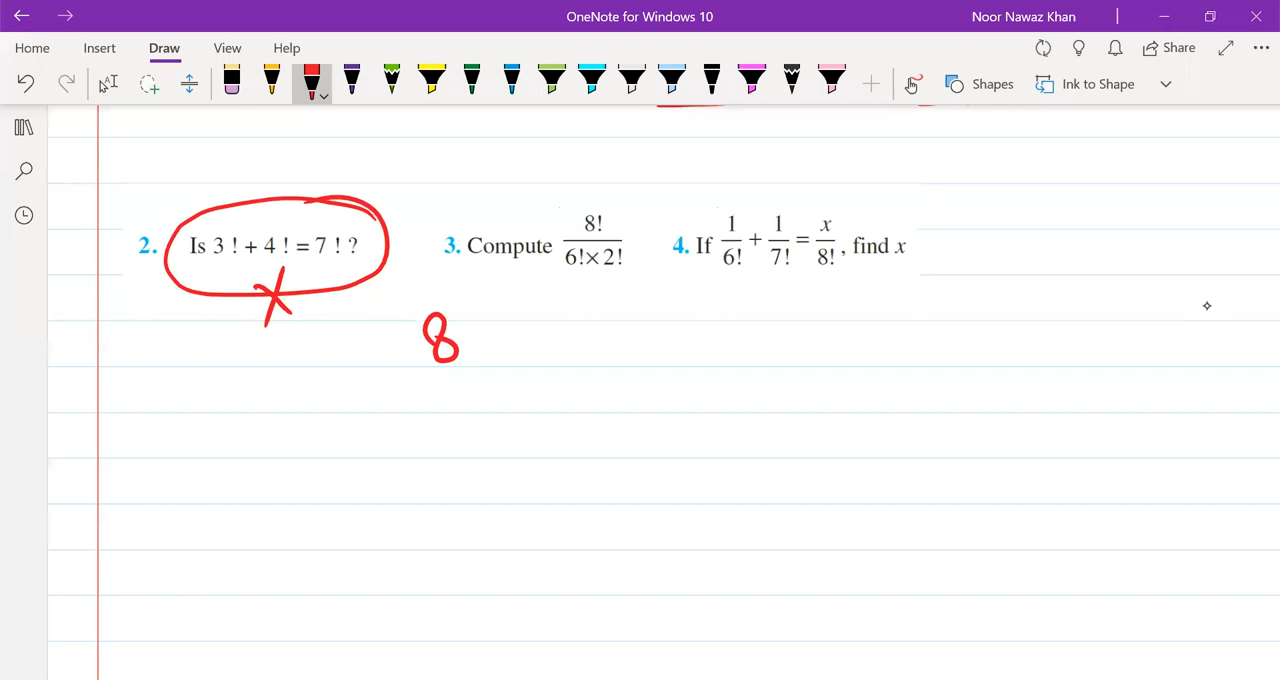 OneNote for Windows 10
Noor Nawaz Khan
Home Insert Draw View Help
Share
Shapes
Ink to Shape
2. Is 3 ! + 4 ! = 7 ! ?
3. Compute 8! / 6!×2!
4. If 1/6! + 1/7! = x/8! , find x
X
8